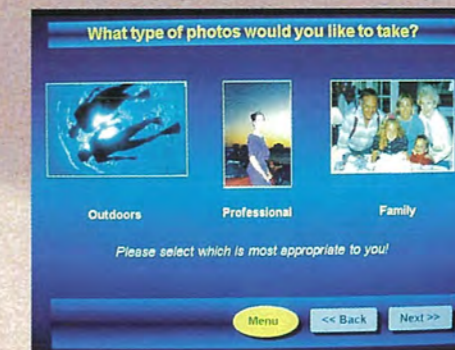 What type of photos would you like to take?
Outdoors Professional Family
Please select which is most appropriate to you!
Menu << Back Next >>